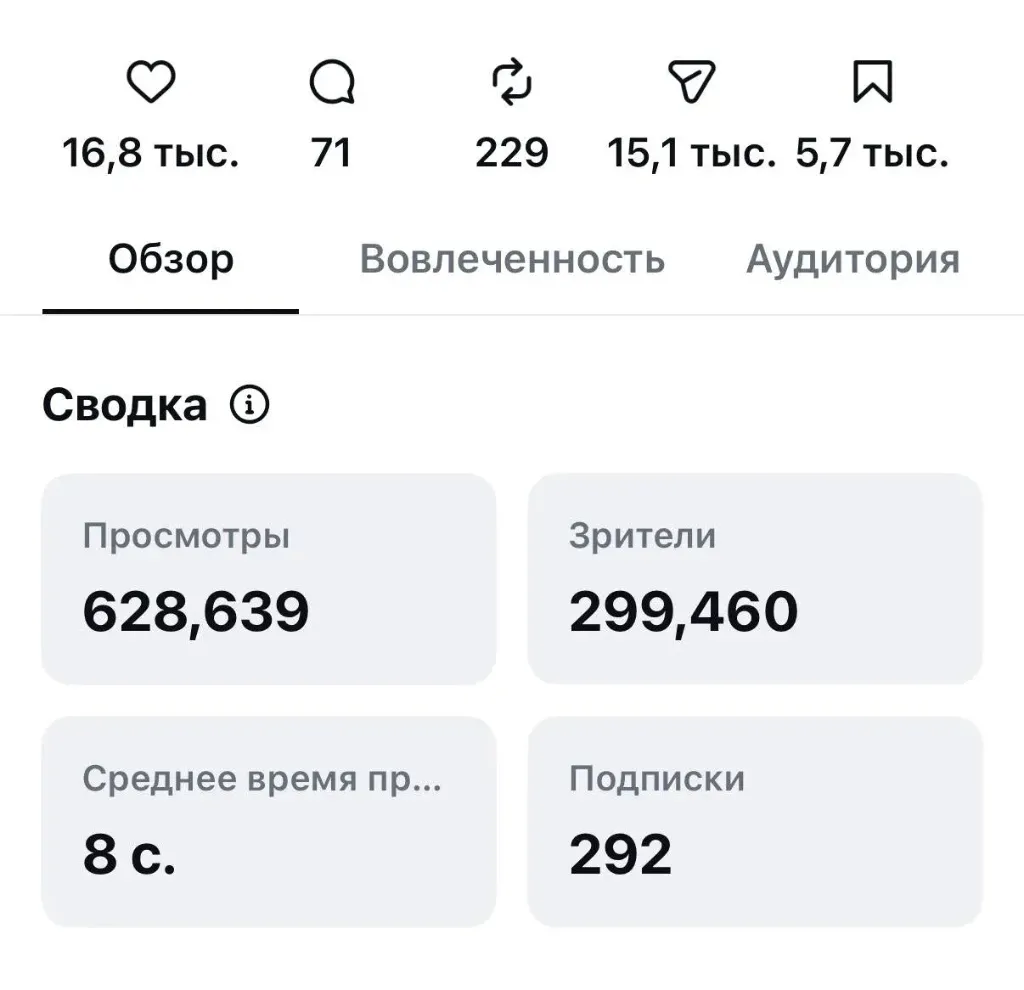 16,8 тыс. 71 229 15,1 тыс. 5,7 тыс.
Обзор Вовлеченность Аудитория
Сводка
Просмотры Зрители
628,639 299,460
Среднее время пр... Подписки
8 с. 292